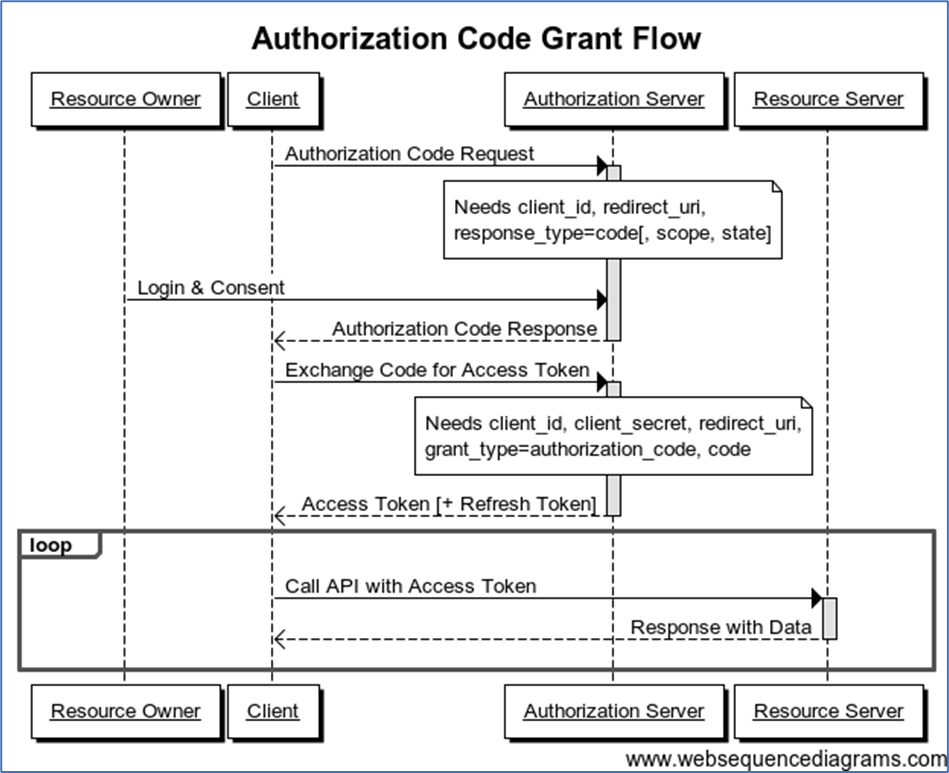 Authorization Code Grant Flow
Resource Owner
Client
Authorization Server
Resource Server
Authorization Code Request
Needs client_id, redirect_uri,
response_type=code[, scope, state]
Login & Consent
Authorization Code Response
Exchange Code for Access Token
Needs client_id, client_secret, redirect_uri,
grant_type=authorization_code, code
Access Token [+ Refresh Token]
loop
Call API with Access Token
Response with Data
Resource Owner
Client
Authorization Server
Resource Server
www.websequencediagrams.com